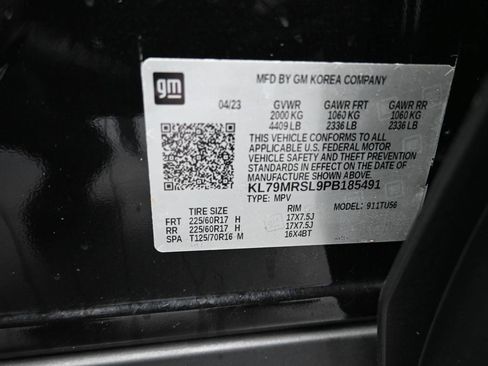 gm
MFD BY GM KOREA COMPANY
04/23 GVWR GAWR FRT GAWR RR
2000 KG 1060 KG 1060 KG
4409 LB 2336 LB 2336 LB
THIS VEHICLE CONFORMS TO ALL
APPLICABLE U.S. FEDERAL MOTOR
VEHICLE SAFETY AND THEFT
PREVENTION STANDARDS IN EFFECT
ON THE DATE OF MANUFACTURE
SHOWN ABOVE.
KL79MRSL9PB185491
TYPE: MPV MODEL: 911TU56
TIRE SIZE RIM
FRT 225/60R17 H 17X7.5J
RR 225/60R17 H 17X7.5J
SPA T125/70R16 M 16X4BT